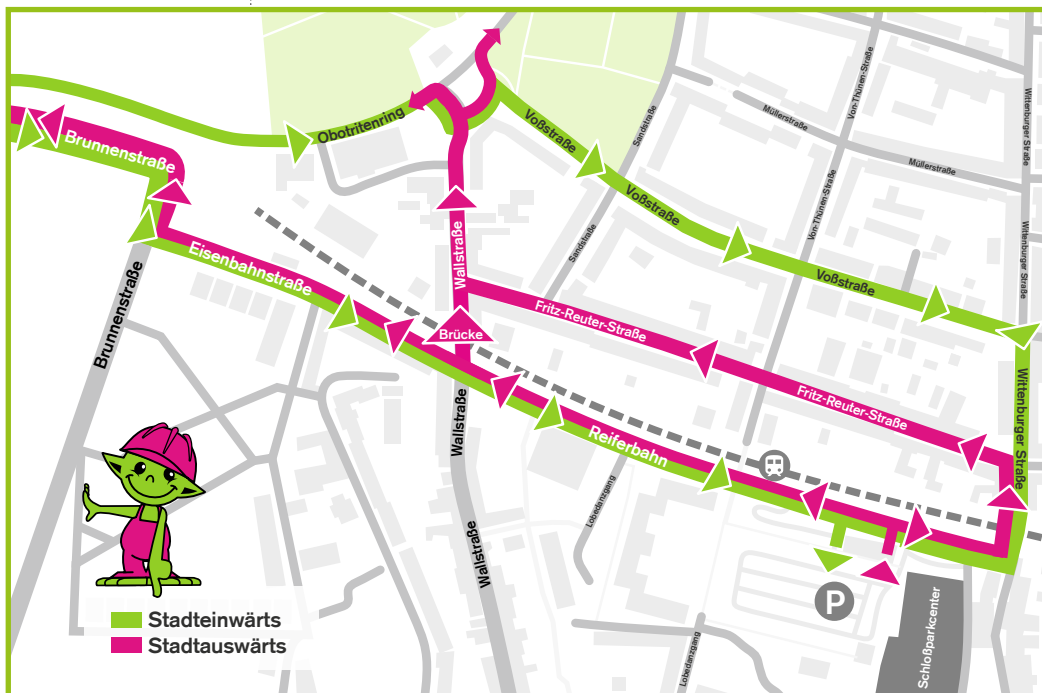 Obotritenring
Brunnenstraße
Voßstraße
Sandstraße
Müllerstraße
Von-Thünen-Straße
Wittenburger Straße
Müllerstraße
Voßstraße
Von-Thünen-Straße
Wittenburger Straße
Eisenbahnstraße
Wallstraße
Sandstraße
Voßstraße
Brunnenstraße
Brücke
Fritz-Reuter-Straße
Fritz-Reuter-Straße
Wittenburger Straße
Wallstraße
Reiferbahn
Lobedanzgang
Wallstraße
P
Schloßparkcenter
Lobedanzgang
Stadteinwärts
Stadtauswärts